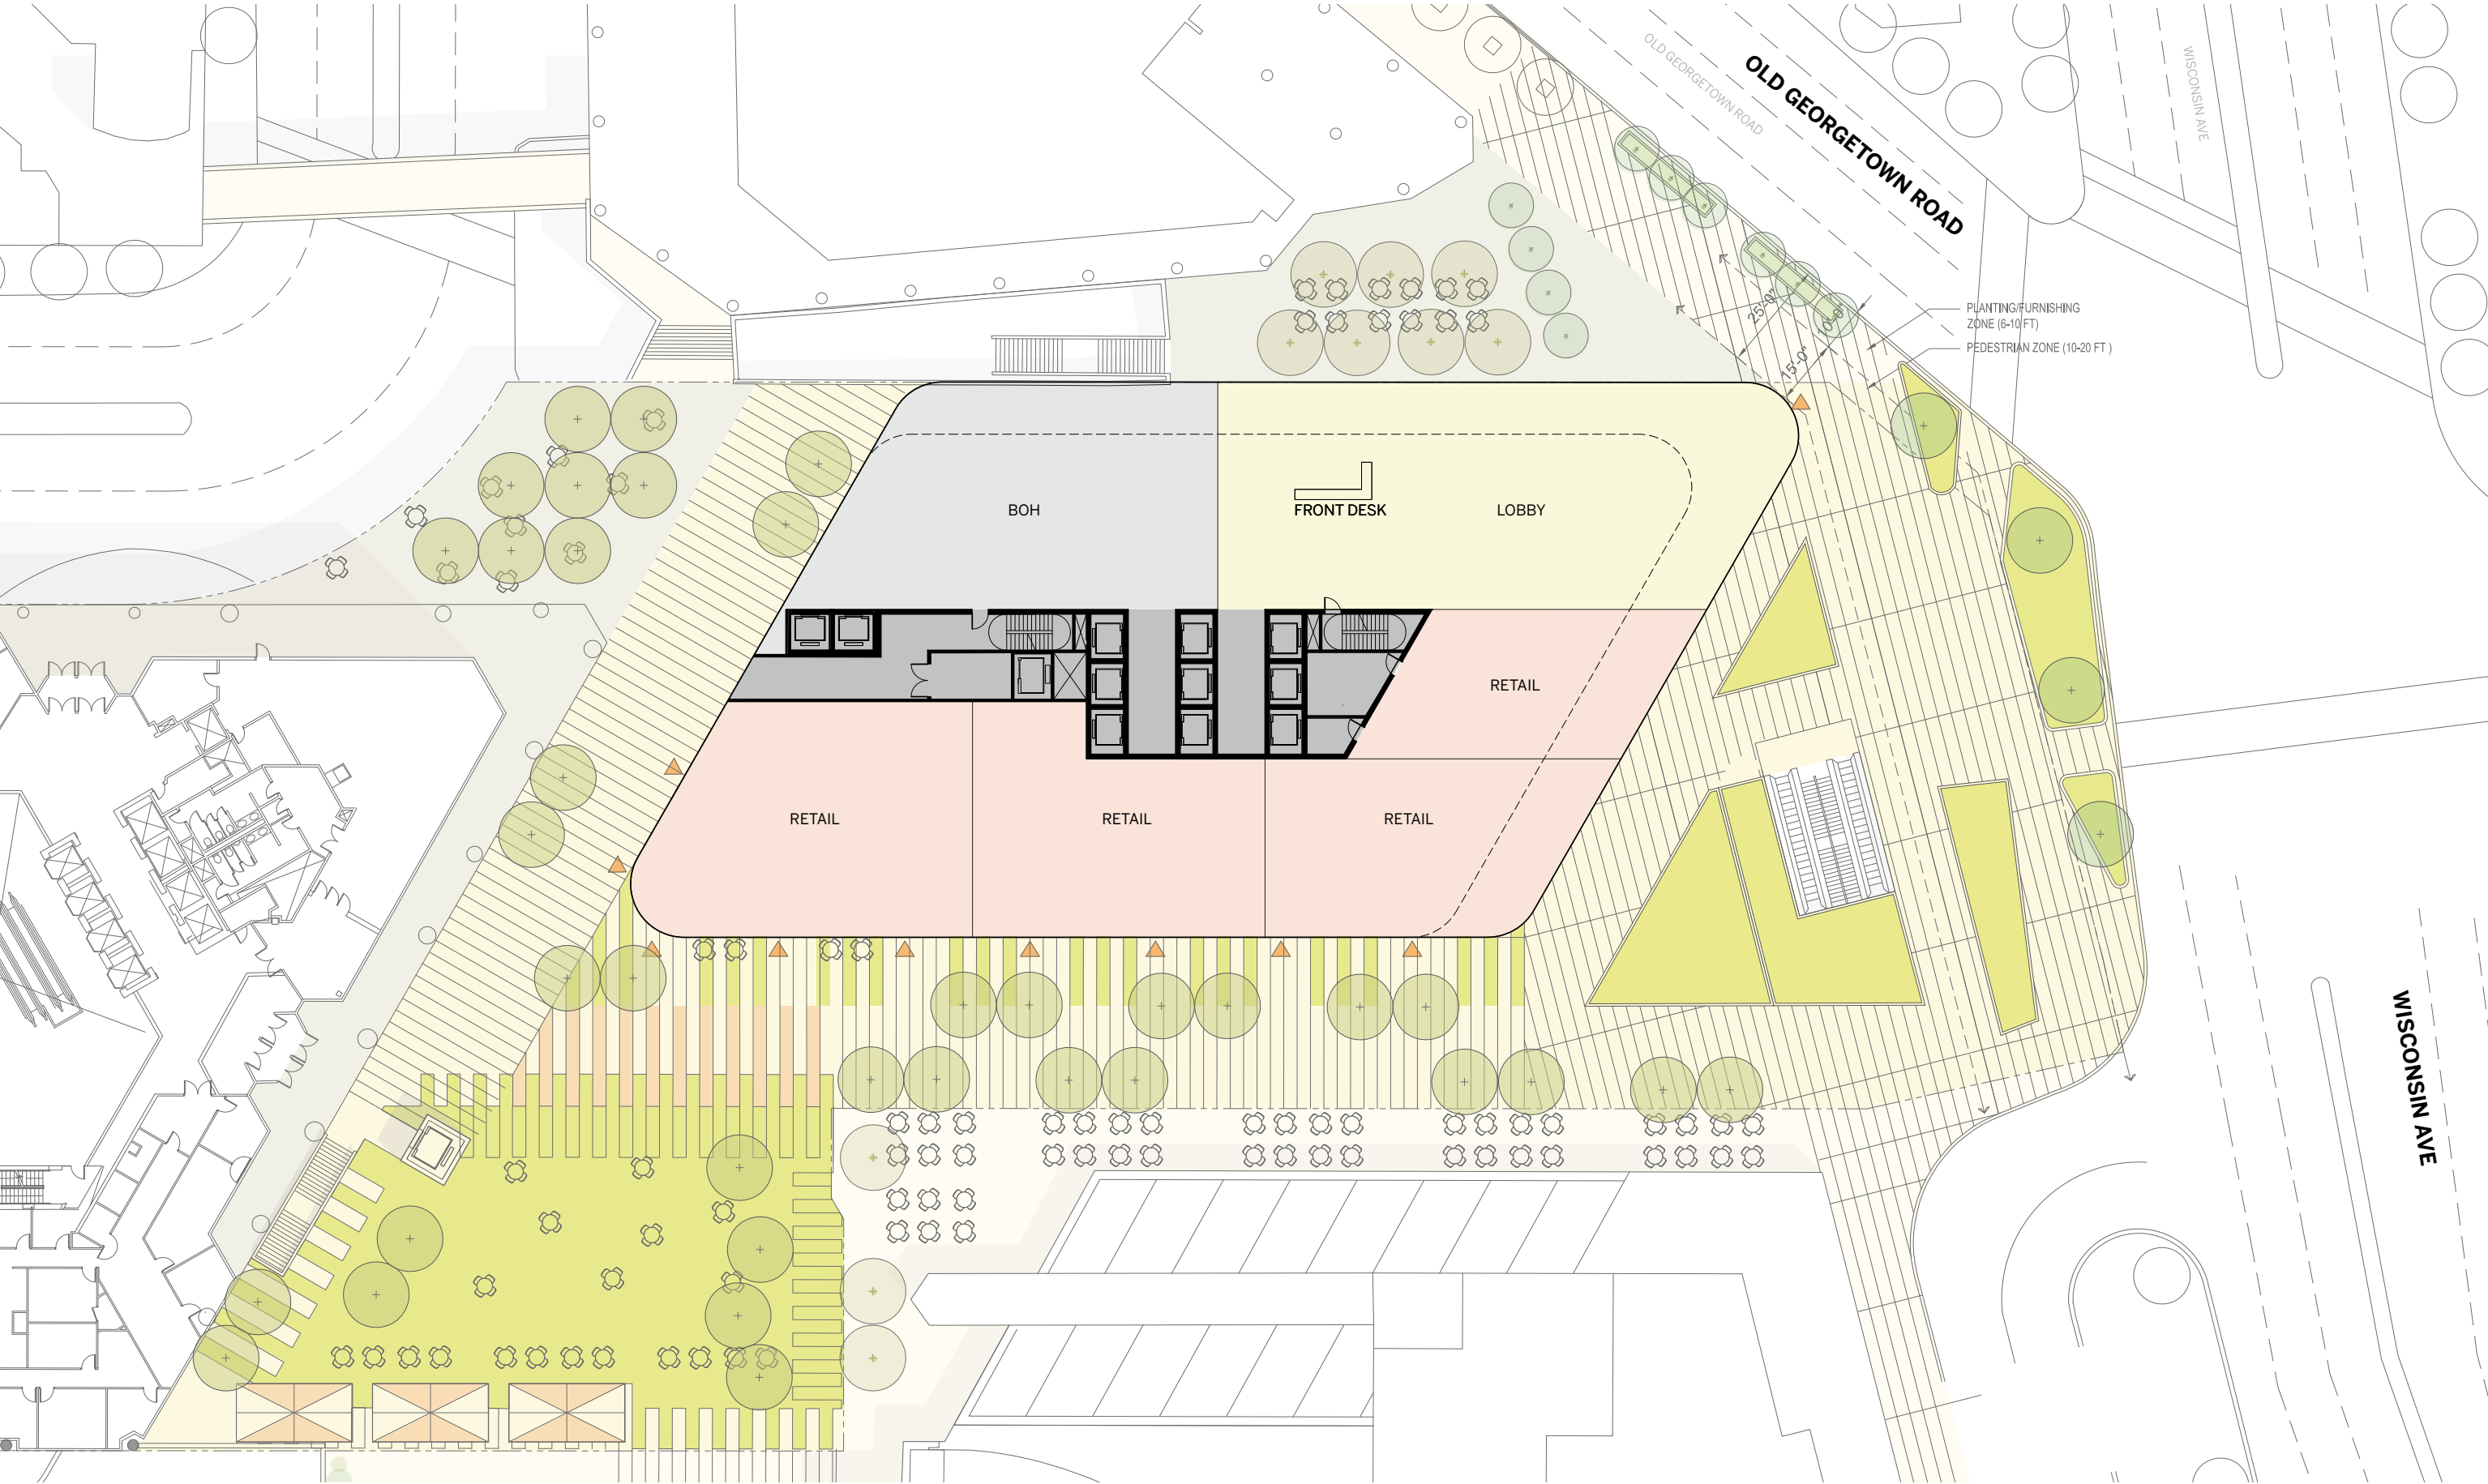 OLD GEORGETOWN ROAD
OLD GEORGETOWN ROAD
WISCONSIN AVE
PLANTING/FURNISHING
ZONE (6-10 FT)
PEDESTRIAN ZONE (10-20 FT )
25'-0"
10'-0"
15'-0"
BOH
FRONT DESK
LOBBY
RETAIL
RETAIL
RETAIL
RETAIL
WISCONSIN AVE